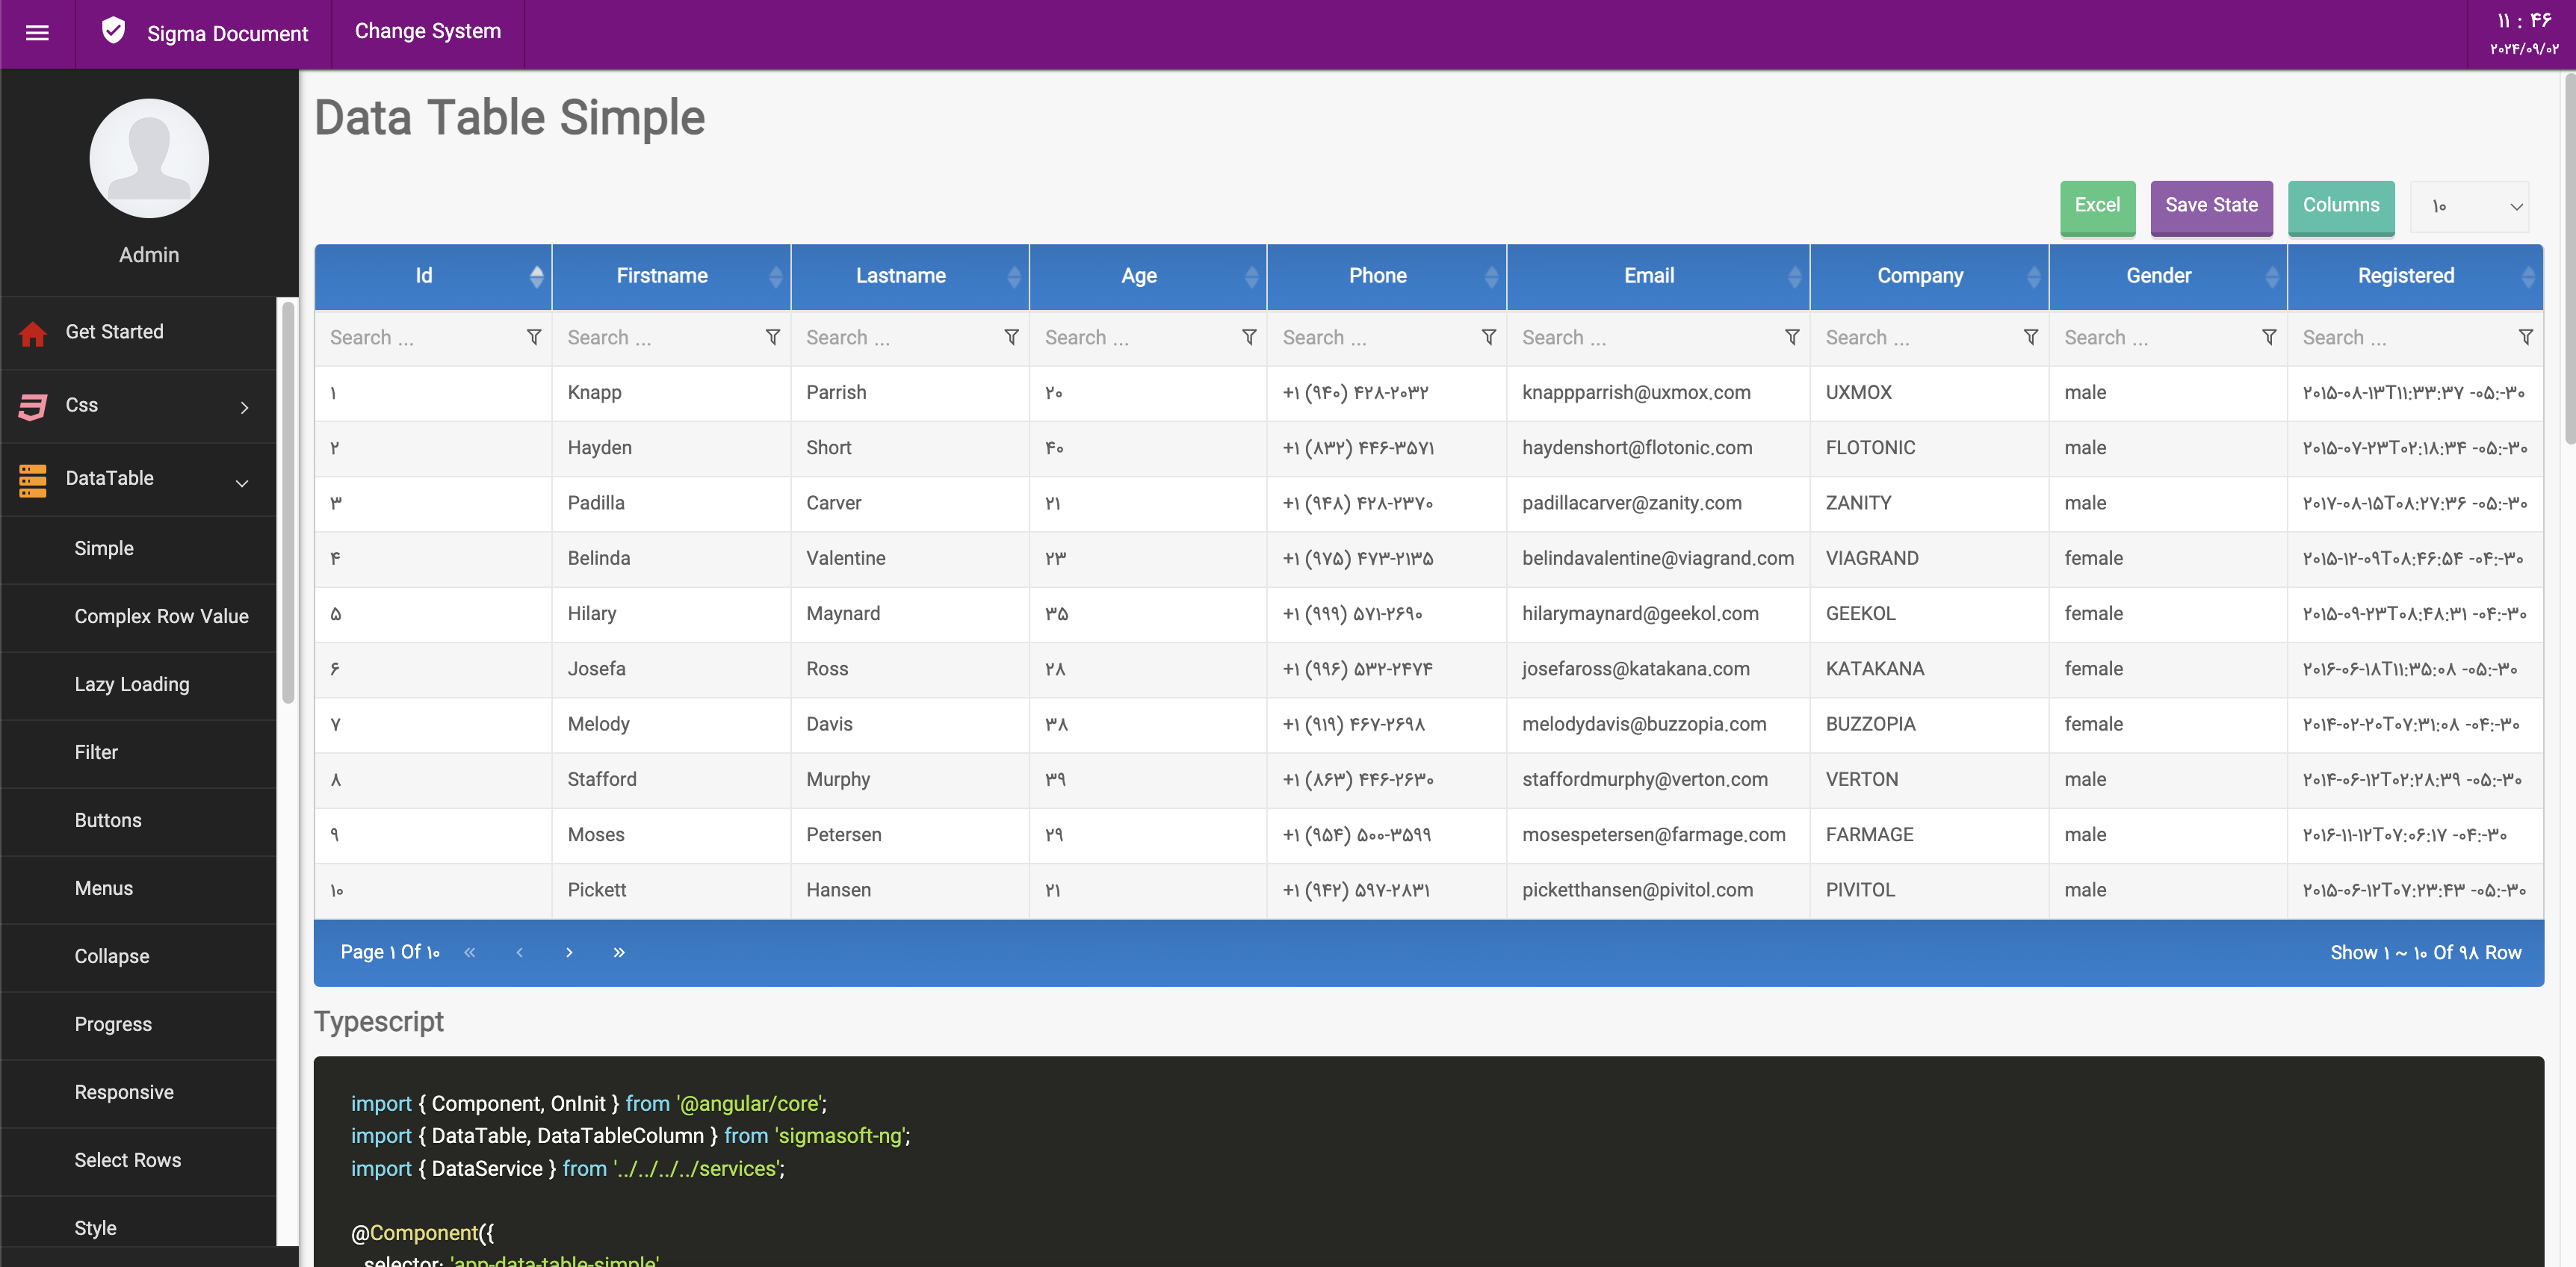 Sigma Document
Change System
۱۱ : ۴۶
۲۰۲۴/۰۹/۰۲
Admin
Get Started
Css
DataTable
Simple
Complex Row Value
Lazy Loading
Filter
Buttons
Menus
Collapse
Progress
Responsive
Select Rows
Style
Data Table Simple
Excel Save State Columns ۱۰
Id Firstname Lastname Age Phone Email Company Gender Registered
Search ... Search ... Search ... Search ... Search ... Search ... Search ... Search ... Search ...
۱ Knapp Parrish ۲۰ +۱ (۹۴۰) ۴۲۸-۲۰۳۲ knappparrish@uxmox.com UXMOX male ۲۰۱۵-۰۸-۱۳T۱۱:۳۳:۳۷ -۰۵:-۳۰
۲ Hayden Short ۴۰ +۱ (۸۳۲) ۴۴۶-۳۵۷۱ haydenshort@flotonic.com FLOTONIC male ۲۰۱۵-۰۷-۲۳T۰۲:۱۸:۳۴ -۰۵:-۳۰
۳ Padilla Carver ۲۱ +۱ (۹۴۸) ۴۲۸-۲۳۷۰ padillacarver@zanity.com ZANITY male ۲۰۱۷-۰۸-۱۵T۰۸:۲۷:۳۶ -۰۵:-۳۰
۴ Belinda Valentine ۲۳ +۱ (۹۷۵) ۴۷۳-۲۱۳۵ belindavalentine@viagrand.com VIAGRAND female ۲۰۱۵-۱۲-۰۹T۰۸:۴۶:۵۴ -۰۴:-۳۰
۵ Hilary Maynard ۳۵ +۱ (۹۹۹) ۵۷۱-۲۶۹۰ hilarymaynard@geekol.com GEEKOL female ۲۰۱۵-۰۹-۲۳T۰۸:۴۸:۳۱ -۰۴:-۳۰
۶ Josefa Ross ۲۸ +۱ (۹۹۶) ۵۳۲-۲۴۷۴ josefaross@katakana.com KATAKANA female ۲۰۱۶-۰۶-۱۸T۱۱:۳۵:۰۸ -۰۵:-۳۰
۷ Melody Davis ۳۸ +۱ (۹۱۹) ۴۶۷-۲۶۹۸ melodydavis@buzzopia.com BUZZOPIA female ۲۰۱۴-۰۲-۲۰T۰۷:۳۱:۰۸ -۰۴:-۳۰
۸ Stafford Murphy ۳۹ +۱ (۸۶۳) ۴۴۶-۲۶۳۰ staffordmurphy@verton.com VERTON male ۲۰۱۴-۰۶-۱۲T۰۲:۲۸:۳۹ -۰۵:-۳۰
۹ Moses Petersen ۲۹ +۱ (۹۵۴) ۵۰۰-۳۵۹۹ mosespetersen@farmage.com FARMAGE male ۲۰۱۶-۱۱-۱۲T۰۷:۰۶:۱۷ -۰۴:-۳۰
۱۰ Pickett Hansen ۲۱ +۱ (۹۴۲) ۵۹۷-۲۸۳۱ picketthansen@pivitol.com PIVITOL male ۲۰۱۵-۰۶-۱۲T۰۷:۲۳:۴۳ -۰۵:-۳۰
Page ۱ Of ۱۰ « ‹ › » Show ۱ ~ ۱۰ Of ۹۸ Row
Typescript
import { Component, OnInit } from '@angular/core';
import { DataTable, DataTableColumn } from 'sigmasoft-ng';
import { DataService } from '../../../../services';
@Component({
selector: 'app-data-table-simple'